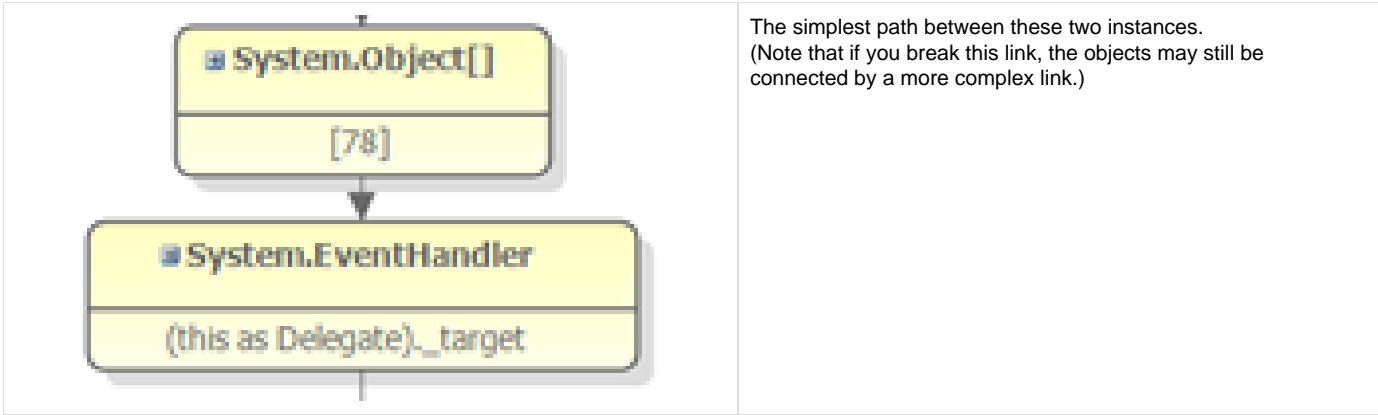 System.Object[]
[78]
System.EventHandler
(this as Delegate)._target
The simplest path between these two instances.
(Note that if you break this link, the objects may still be
connected by a more complex link.)